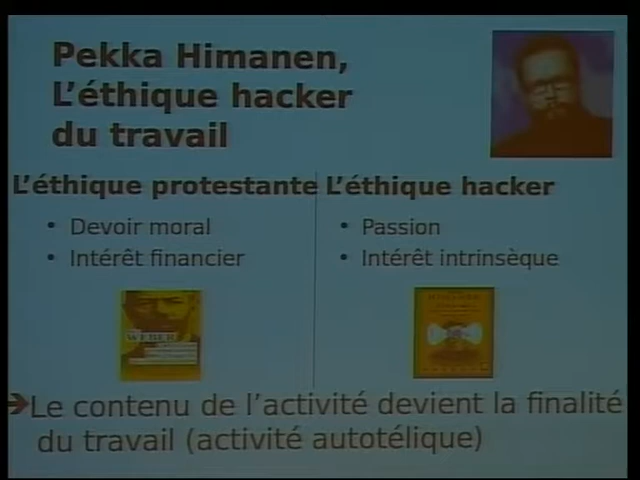 Pekka Himanen,
L'éthique hacker
du travail
L'éthique protestante
• Devoir moral
• Intérêt financier
WEBER
L'éthique hacker
• Passion
• Intérêt intrinsèque
➔Le contenu de l'activité devient la finalité
du travail (activité autotélique)